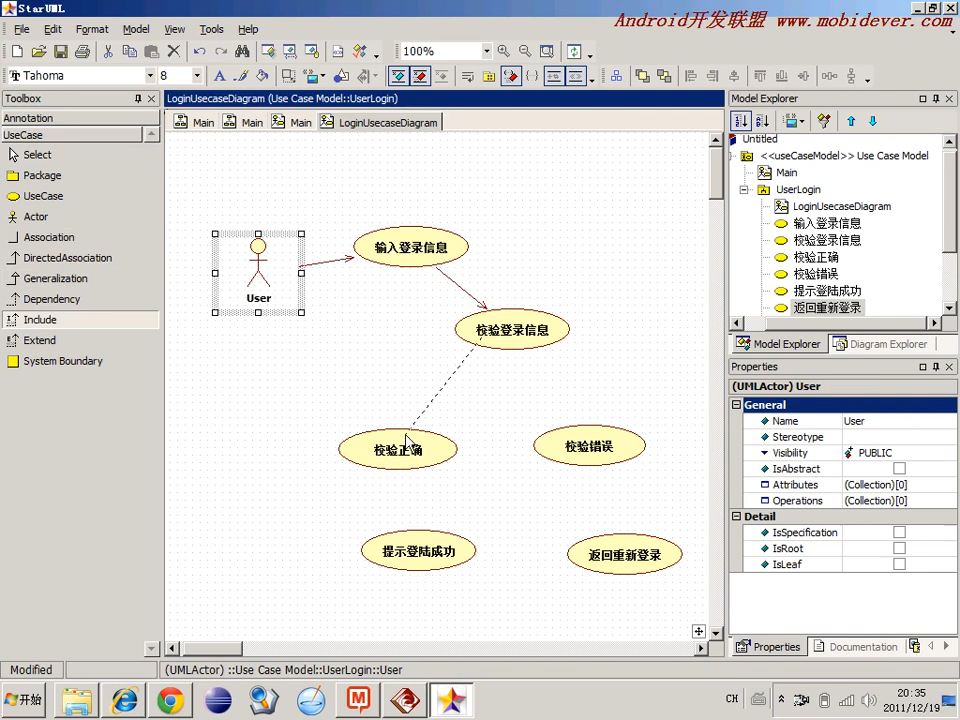 StarUML
Android开发联盟 www.mobidever.com
File Edit Format View Model Tools Help
100%
Tahoma 8
Toolbox
LoginUsecaseDiagram (Use Case Model::UserLogin)
Model Explorer
Annotation
UseCase
Select
Package
UseCase
Actor
Association
DirectedAssociation
Generalization
Dependency
Include
Extend
System Boundary
Main Main Main LoginUsecaseDiagram
User
输入登录信息
校验登录信息
校验正确
校验错误
提示登陆成功
返回重新登录
Untitled
<<useCaseModel>> Use Case Model
Main
UserLogin
LoginUsecaseDiagram
输入登录信息
校验登录信息
校验正确
校验错误
提示登陆成功
返回重新登录
Model Explorer Diagram Explorer
Properties
(UMLActor) User
General
Name User
Stereotype
Visibility PUBLIC
IsAbstract
Attributes (Collection)[0]
Operations (Collection)[0]
Detail
IsSpecification
IsRoot
IsLeaf
Properties Documentation
Modified (UMLActor) ::Use Case Model::UserLogin::User
开始
CH
20:35
2011/12/19